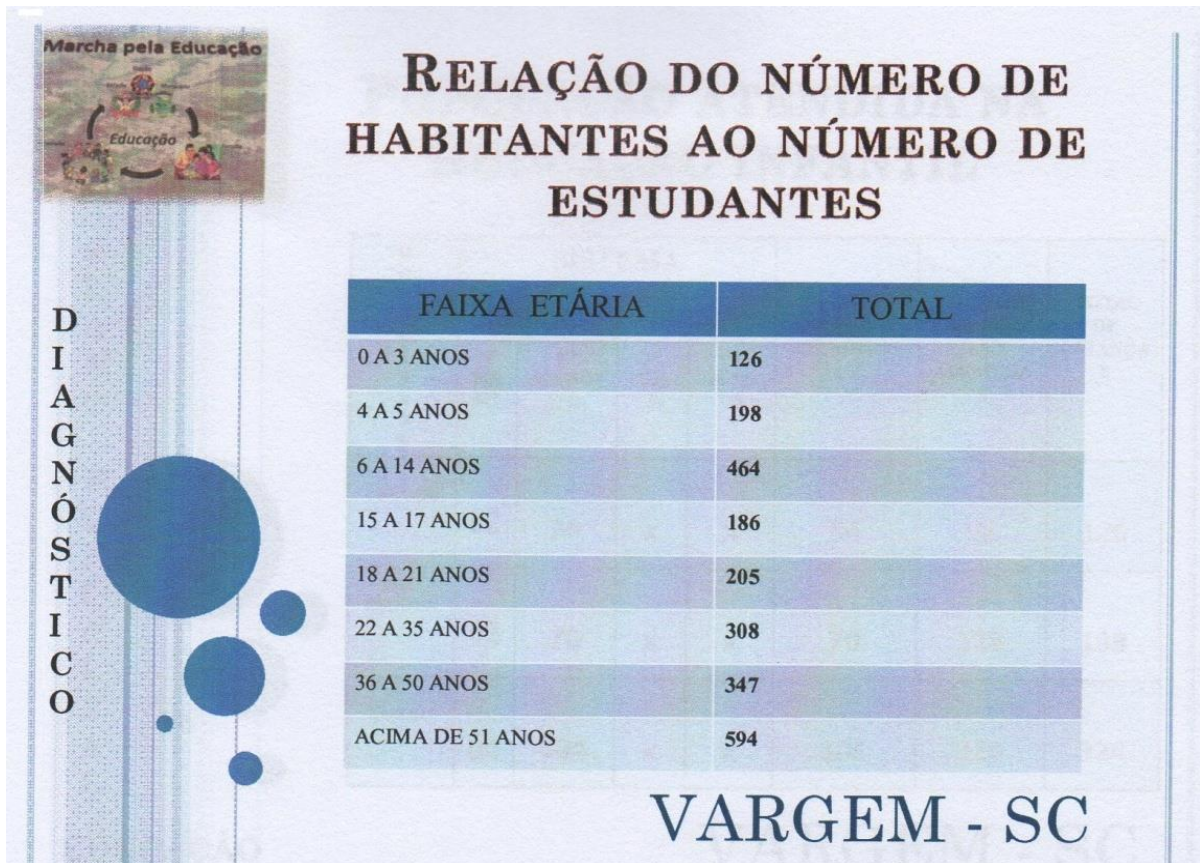 Marcha pela Educação
Educação
RELAÇÃO DO NÚMERO DE
HABITANTES AO NÚMERO DE
ESTUDANTES
DIAGNÓSTICO
FAIXA ETÁRIA TOTAL
0 A 3 ANOS 126
4 A 5 ANOS 198
6 A 14 ANOS 464
15 A 17 ANOS 186
18 A 21 ANOS 205
22 A 35 ANOS 308
36 A 50 ANOS 347
ACIMA DE 51 ANOS 594
VARGEM - SC